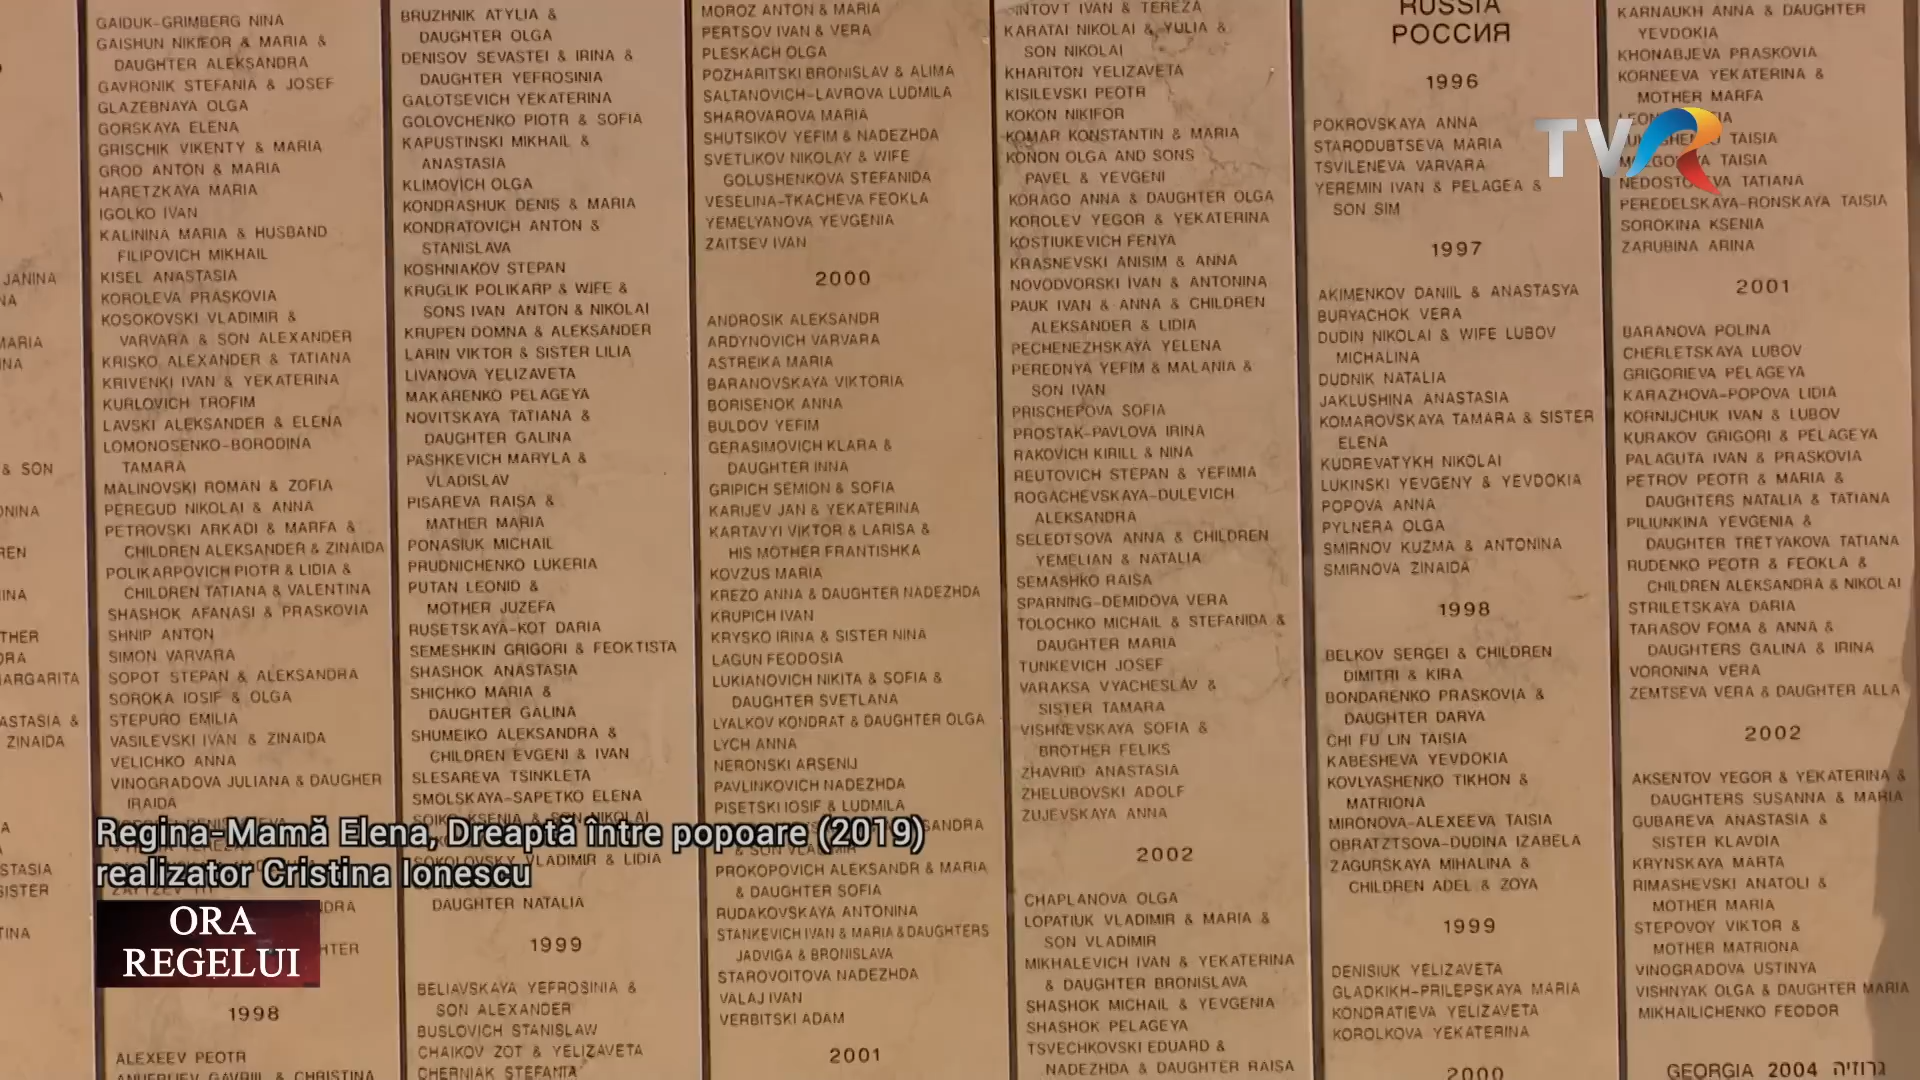 JANINA
MARIA
& SON
THER
MARGARITA
ASTASIA &
ZINAIDA
STASIA
SISTER
GAIDUK-GRIMBERG NINA
GAISHUN NIKIFOR & MARIA &
DAUGHTER ALEKSANDRA
GAVRONIK STEFANIA & JOSEF
GLAZEBNAYA OLGA
GORSKAYA ELENA
GRISCHIK VIKENTY & MARIA
GROD ANTON & MARIA
HARETZKAYA MARIA
IGOLKO IVAN
KALININA MARIA & HUSBAND
FILIPOVICH MIKHAIL
KISEL ANASTASIA
KOROLEVA PRASKOVIA
KOSOKOVSKI VLADIMIR &
VARVARA & SON ALEXANDER
KRISKO ALEXANDER & TATIANA
KRIVENKI IVAN & YEKATERINA
KURLOVICH TROFIM
LAVSKI ALEKSANDER & ELENA
LOMONOSENKO-BORODINA
TAMARA
MALINOVSKI ROMAN & ZOFIA
PEREGUD NIKOLAI & ANNA
PETROVSKI ARKADI & MARFA &
CHILDREN ALEKSANDER & ZINAIDA
POLIKARPOVICH PIOTR & LIDIA &
CHILDREN TATIANA & VALENTINA
SHASHOK AFANASI & PRASKOVIA
SHNIP ANTON
SIMON VARVARA
SOPOT STEPAN & ALEKSANDRA
SOROKA IOSIF & OLGA
STEPURO EMILIA
VASILEVSKI IVAN & ZINAIDA
VELICHKO ANNA
VINOGRADOVA JULIANA & DAUGHER
IRAIDA
1998
ALEXEEV PEOTR
BRUZHNIK ATYLIA &
DAUGHTER OLGA
DENISOV SEVASTEI & IRINA &
DAUGHTER YEFROSINIA
GALOTSEVICH YEKATERINA
GOLOVCHENKO PIOTR & SOFIA
KAPUSTINSKI MIKHAIL &
ANASTASIA
KLIMOVICH OLGA
KONDRASHUK DENIS & MARIA
KONDRATOVICH ANTON &
STANISLAVA
KOSHNIAKOV STEPAN
KRUGLIK POLIKARP & WIFE &
SONS IVAN ANTON & NIKOLAI
KRUPEN DOMNA & ALEKSANDER
LARIN VIKTOR & SISTER LILIA
LIVANOVA YELIZAVETA
MAKARENKO PELAGEYA
NOVITSKAYA TATIANA &
DAUGHTER GALINA
PASHKEVICH MARYLA &
VLADISLAV
PISAREVA RAISA &
MATHER MARIA
PONASIUK MICHAIL
PRUDNICHENKO LUKERIA
PUTAN LEONID &
MOTHER JUZEFA
RUSETSKAYA-KOT DARIA
SEMESHKIN GRIGORI & FEOKTISTA
SHASHOK ANASTASIA
SHICHKO MARIA &
DAUGHTER GALINA
SHUMEIKO ALEKSANDRA &
CHILDREN EVGENI & IVAN
SLESAREVA TSINKLETA
SMOLSKAYA-SAPETKO ELENA
SOKOLOVSKY VLADIMIR & LIDIA
DAUGHTER NATALIA
1999
BELIAVSKAYA YEFROSINIA &
SON ALEXANDER
BUSLOVICH STANISLAW
CHAIKOV ZOT & YELIZAVETA
CHERNIAK STEFANIA
MOROZ ANTON & MARIA
PERTSOV IVAN & VERA
PLESKACH OLGA
POZHARITSKI BRONISLAV & ALIMA
SALTANOVICH-LAVROVA LUDMILA
SHAROVAROVA MARIA
SHUTSIKOV YEFIM & NADEZHDA
SVETLIKOV NIKOLAY & WIFE
GOLUSHENKOVA STEFANIDA
VESELINA-TKACHEVA FEOKLA
YEMELYANOVA YEVGENIA
ZAITSEV IVAN
2000
ANDROSIK ALEKSANDR
ARDYNOVICH VARVARA
ASTREIKA MARIA
BARANOVSKAYA VIKTORIA
BORISENOK ANNA
BULDOV YEFIM
GERASIMOVICH KLARA &
DAUGHTER INNA
GRIPICH SEMION & SOFIA
KARIJEV JAN & YEKATERINA
KARTAVYI VIKTOR & LARISA &
HIS MOTHER FRANTISHKA
KOVZUS MARIA
KREZO ANNA & DAUGHTER NADEZHDA
KRUPICH IVAN
KRYSKO IRINA & SISTER NINA
LAGUN FEODOSIA
LUKIANOVICH NIKITA & SOFIA &
DAUGHTER SVETLANA
LYALKOV KONDRAT & DAUGHTER OLGA
LYCH ANNA
NERONSKI ARSENIJ
PAVLINKOVICH NADEZHDA
PISETSKI IOSIF & LUDMILA
& SON VLADIMIR
PROKOPOVICH ALEKSANDR & MARIA
& DAUGHTER SOFIA
RUDAKOVSKAYA ANTONINA
STANKEVICH IVAN & MARIA & DAUGHTERS
JADVIGA & BRONISLAVA
STAROVOITOVA NADEZHDA
VALAJ IVAN
VERBITSKI ADAM
2001
IVAN & TEREZA
KARATAI NIKOLAI & YULIA &
SON NIKOLAI
KHARITON YELIZAVETA
KISILEVSKI PEOTR
KOKON NIKIFOR
KOMAR KONSTANTIN & MARIA
KONON OLGA AND SONS
PAVEL & YEVGENI
KORAGO ANNA & DAUGHTER OLGA
KOROLEV YEGOR & YEKATERINA
KOSTIUKEVICH FENYA
KRASNEVSKI ANISIM & ANNA
NOVODVORSKI IVAN & ANTONINA
PAUK IVAN & ANNA & CHILDREN
ALEKSANDER & LIDIA
PECHENEZHSKAYA YELENA
PEREDNYA YEFIM & MALANIA &
SON IVAN
PRISCHEPOVA SOFIA
PROSTAK-PAVLOVA IRINA
RAKOVICH KIRILL & NINA
REUTOVICH STEPAN & YEFIMIA
ROGACHEVSKAYA-DULEVICH
ALEKSANDRA
SELEDTSOVA ANNA & CHILDREN
YEMELIAN & NATALIA
SEMASHKO RAISA
SPARNING-DEMIDOVA VERA
TOLOCHKO MICHAIL & STEFANIDA &
DAUGHTER MARIA
TUNKEVICH JOSEF
VARAKSA VYACHESLAV &
SISTER TAMARA
VISHNEVSKAYA SOFIA &
BROTHER FELIKS
ZHAVRID ANASTASIA
ZHELUBOVSKI ADOLF
ZUJEVSKAYA ANNA
2002
CHAPLANOVA OLGA
LOPATIUK VLADIMIR & MARIA &
SON VLADIMIR
MIKHALEVICH IVAN & YEKATERINA
& DAUGHTER BRONISLAVA
SHASHOK MICHAIL & YEVGENIA
SHASHOK PELAGEYA
TSVECHKOVSKI EDUARD &
NADEZHDA & DAUGHTER RAISA
RUSSIA
РОССИЯ
1996
POKROVSKAYA ANNA
STARODUBTSEVA MARIA
TSVILENEVA VARVARA
YEREMIN IVAN & PELAGEA &
SON SIM
1997
AKIMENKOV DANIIL & ANASTASYA
BURYACHOK VERA
DUDIN NIKOLAI & WIFE LUBOV
MICHALINA
DUDNIK NATALIA
JAKLUSHINA ANASTASIA
KOMAROVSKAYA TAMARA & SISTER
ELENA
KUDREVATYKH NIKOLAI
LUKINSKI YEVGENY & YEVDOKIA
POPOVA ANNA
PYLNERA OLGA
SMIRNOV KUZMA & ANTONINA
SMIRNOVA ZINAIDA
1998
BELKOV SERGEI & CHILDREN
DIMITRI & KIRA
BONDARENKO PRASKOVIA &
DAUGHTER DARYA
CHI FU LIN TAISIA
KABESHEVA YEVDOKIA
KOVLYASHENKO TIKHON &
MATRIONA
MIRONOVA-ALEXEEVA TAISIA
OBRATZTSOVA-DUDINA IZABELA
ZAGURSKAYA MIHALINA &
CHILDREN ADEL & ZOYA
1999
DENISIUK YELIZAVETA
GLADKIKH-PRILEPSKAYA MARIA
KONDRATIEVA YELIZAVETA
KOROLKOVA YEKATERINA
2000
KARNAUKH ANNA & DAUGHTER
YEVDOKIA
KHONABJEVA PRASKOVIA
KORNEEVA YEKATERINA &
MOTHER MARFA
TAISIA
TAISIA
TATIANA
PEREDELSKAYA-RONSKAYA TAISIA
SOROKINA KSENIA
ZARUBINA ARINA
2001
BARANOVA POLINA
CHERLETSKAYA LUBOV
GRIGORIEVA PELAGEYA
KARAZHOVA-POPOVA LIDIA
KORNIJCHUK IVAN & LUBOV
KURAKOV GRIGORI & PELAGEYA
PALAGUTA IVAN & PRASKOVIA
PETROV PEOTR & MARIA &
DAUGHTERS NATALIA & TATIANA
PILIUNKINA YEVGENIA &
DAUGHTER TRETYAKOVA TATIANA
RUDENKO PEOTR & FEOKLA &
CHILDREN ALEKSANDRA & NIKOLAI
STRILETSKAYA DARIA
TARASOV FOMA & ANNA &
DAUGHTERS GALINA & IRINA
VORONINA VERA
ZEMTSEVA VERA & DAUGHTER ALLA
2002
AKSENTOV YEGOR & YEKATERINA &
DAUGHTERS SUSANNA & MARIA
GUBAREVA ANASTASIA &
SISTER KLAVDIA
KRYNSKAYA MARTA
RIMASHEVSKI ANATOLI &
MOTHER MARIA
STEPOVOY VIKTOR &
MOTHER MATRIONA
VINOGRADOVA USTINYA
VISHNYAK OLGA & DAUGHTER MARIA
MIKHAILICHENKO FEODOR
GEORGIA 2004 גרוזיה
TVR
Regina-Mamă Elena, Dreaptă între popoare (2019)
realizator Cristina Ionescu
ORA
REGELUI